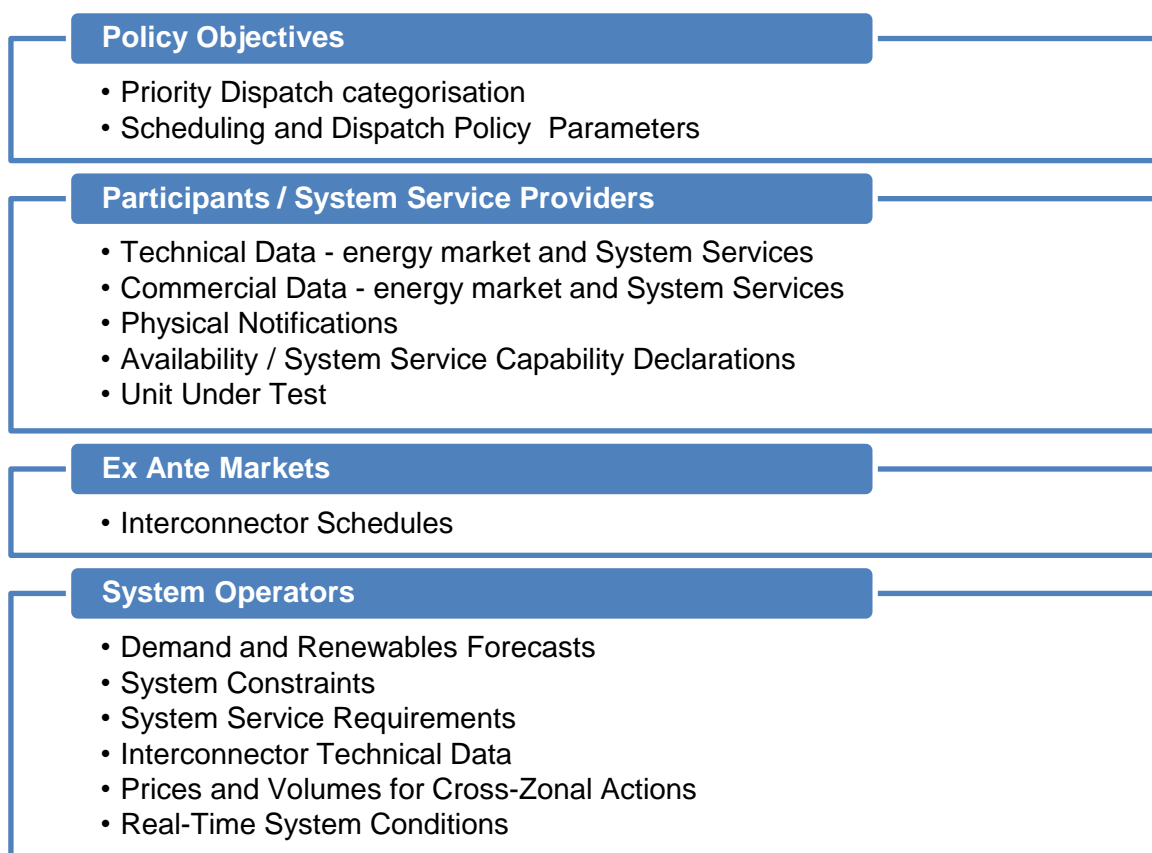 Policy Objectives
• Priority Dispatch categorisation
• Scheduling and Dispatch Policy  Parameters
Participants / System Service Providers
• Technical Data - energy market and System Services
• Commercial Data - energy market and System Services
• Physical Notifications
• Availability / System Service Capability Declarations
• Unit Under Test
Ex Ante Markets
• Interconnector Schedules
System Operators
• Demand and Renewables Forecasts
• System Constraints
• System Service Requirements
• Interconnector Technical Data
• Prices and Volumes for Cross-Zonal Actions
• Real-Time System Conditions